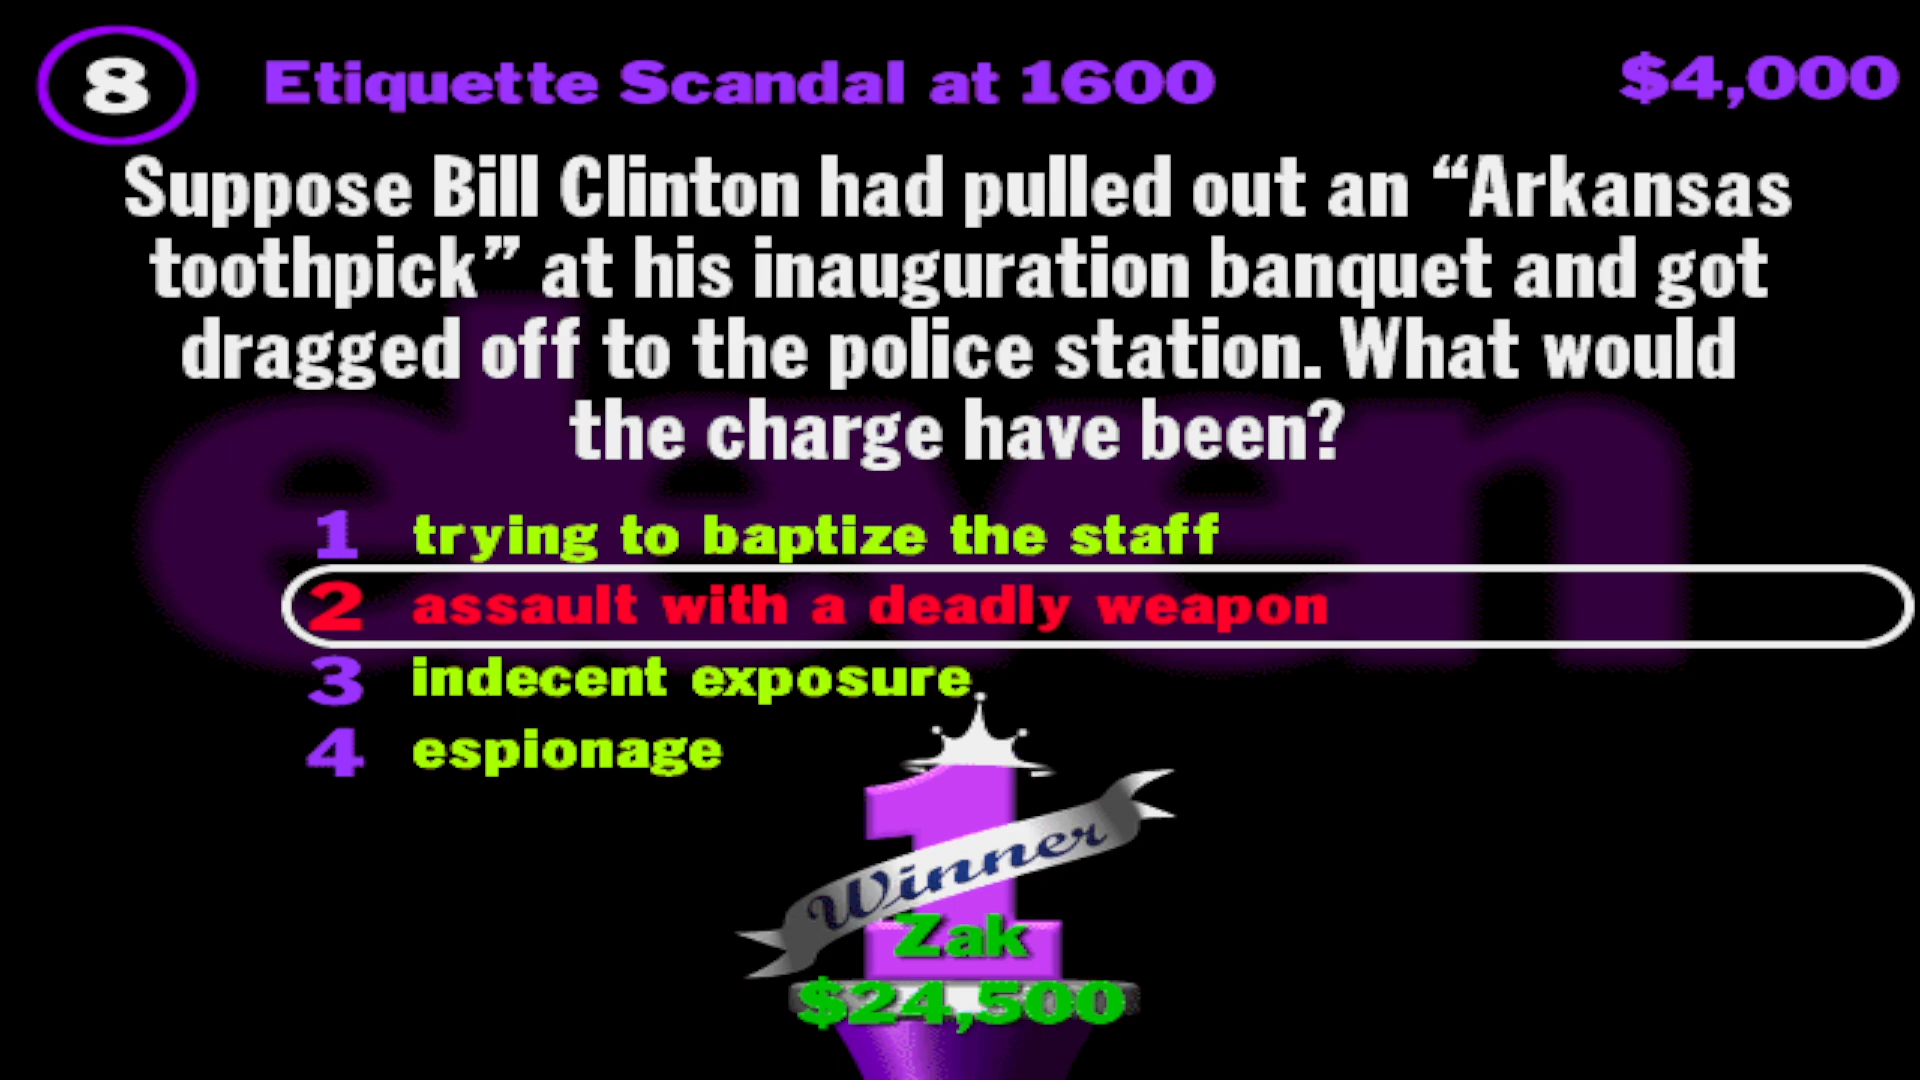 8 Etiquette Scandal at 1600 $4,000
Suppose Bill Clinton had pulled out an “Arkansas
toothpick” at his inauguration banquet and got
dragged off to the police station. What would
the charge have been?
eleven
1 trying to baptize the staff
2 assault with a deadly weapon
3 indecent exposure
4 espionage
1
Winner
Zak
$24,500